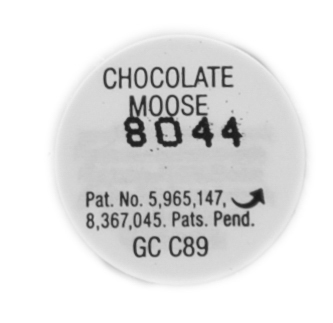 CHOCOLATE
MOOSE
8044
Pat. No. 5,965,147,
8,367,045. Pats. Pend.
GC C89